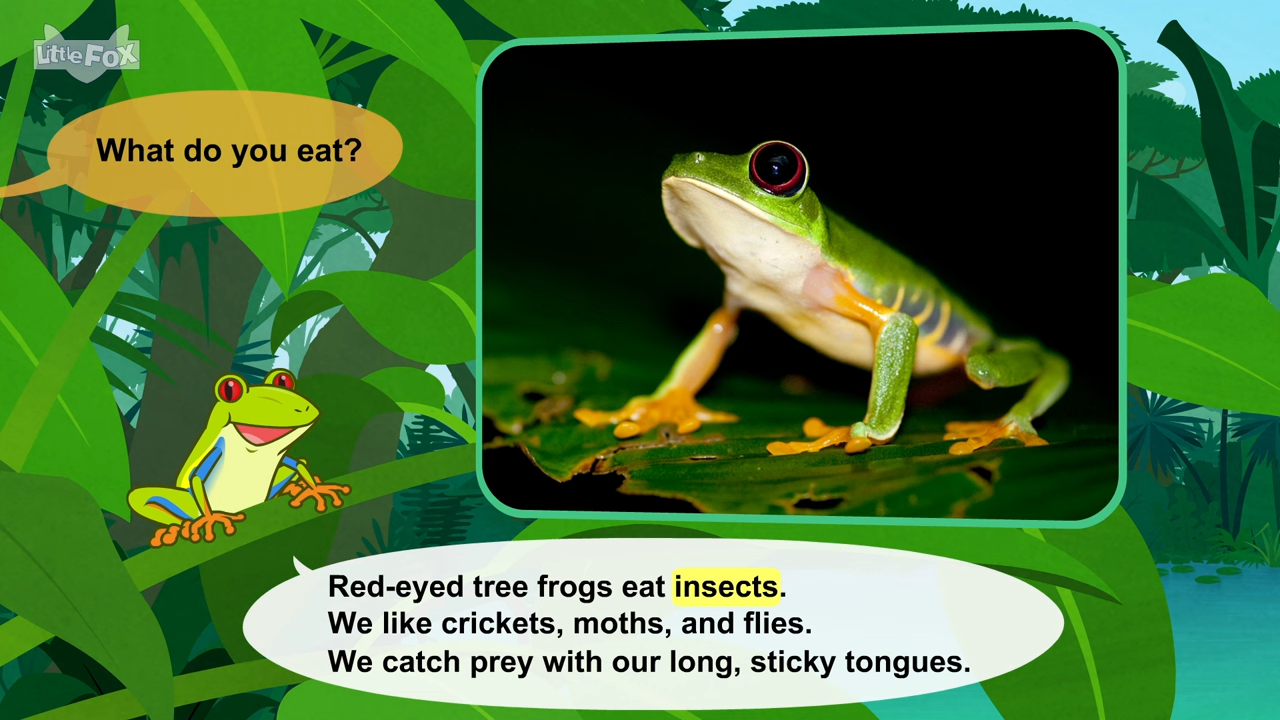 Little Fox
What do you eat?
Red-eyed tree frogs eat insects.
We like crickets, moths, and flies.
We catch prey with our long, sticky tongues.